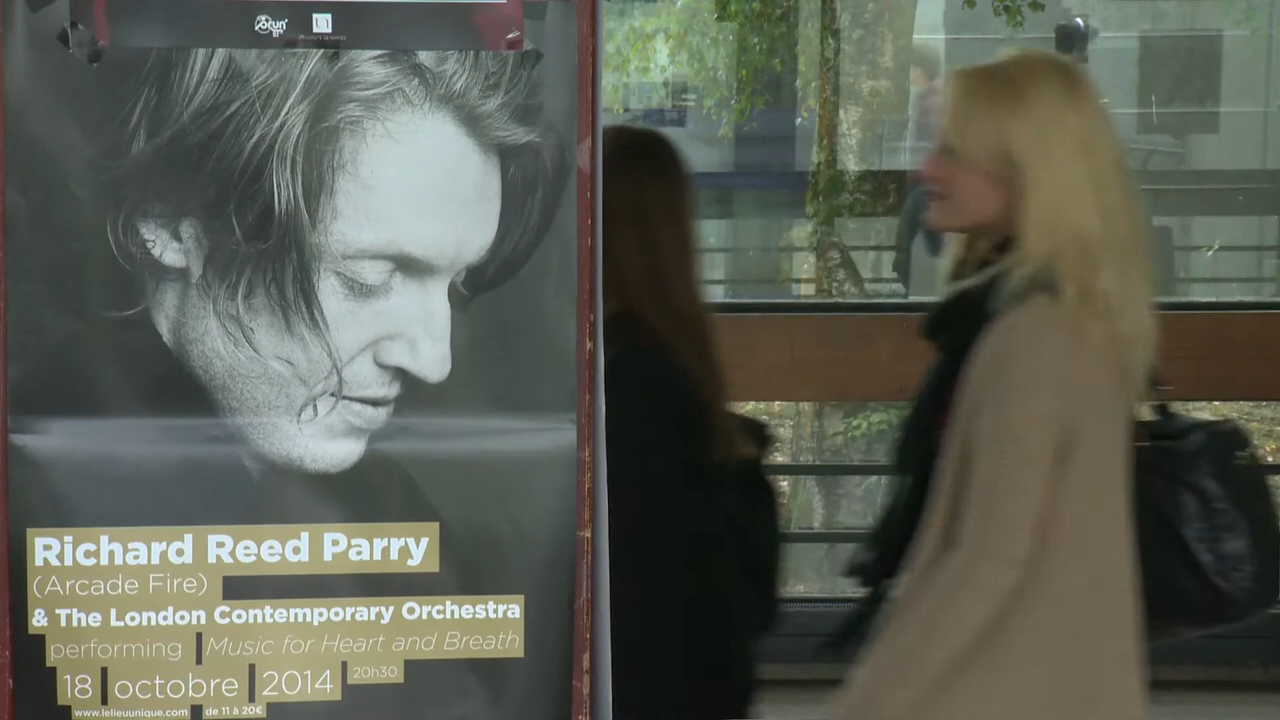 Richard Reed Parry
(Arcade Fire)
& The London Contemporary Orchestra
performing Music for Heart and Breath
18 octobre 2014 20h30
www.lelieuunique.com de 11 à 20€